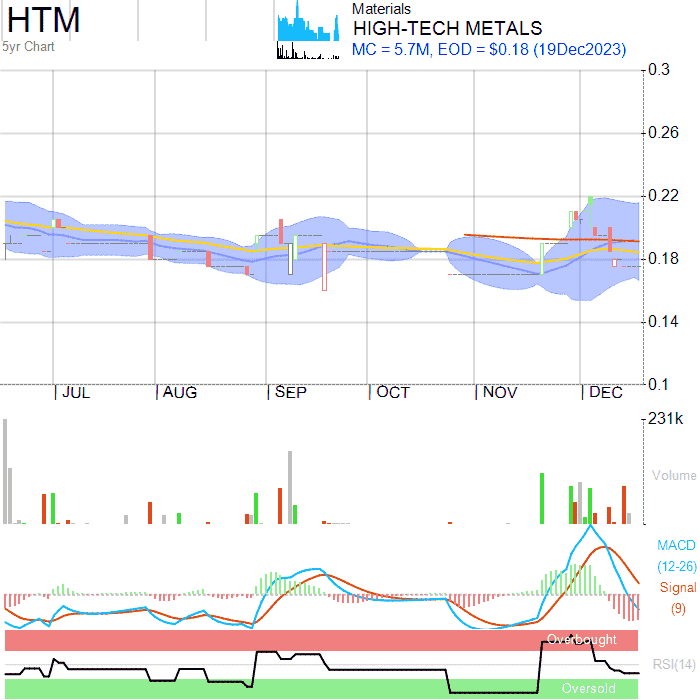 HTM
5yr Chart
Materials
HIGH-TECH METALS
MC = 5.7M, EOD = $0.18 (19Dec2023)
0.3
0.26
0.22
0.18
0.14
0.1
JUL AUG SEP OCT NOV DEC
231k
Volume
MACD
(12-26)
Signal
(9)
Overbought
RSI(14)
Oversold